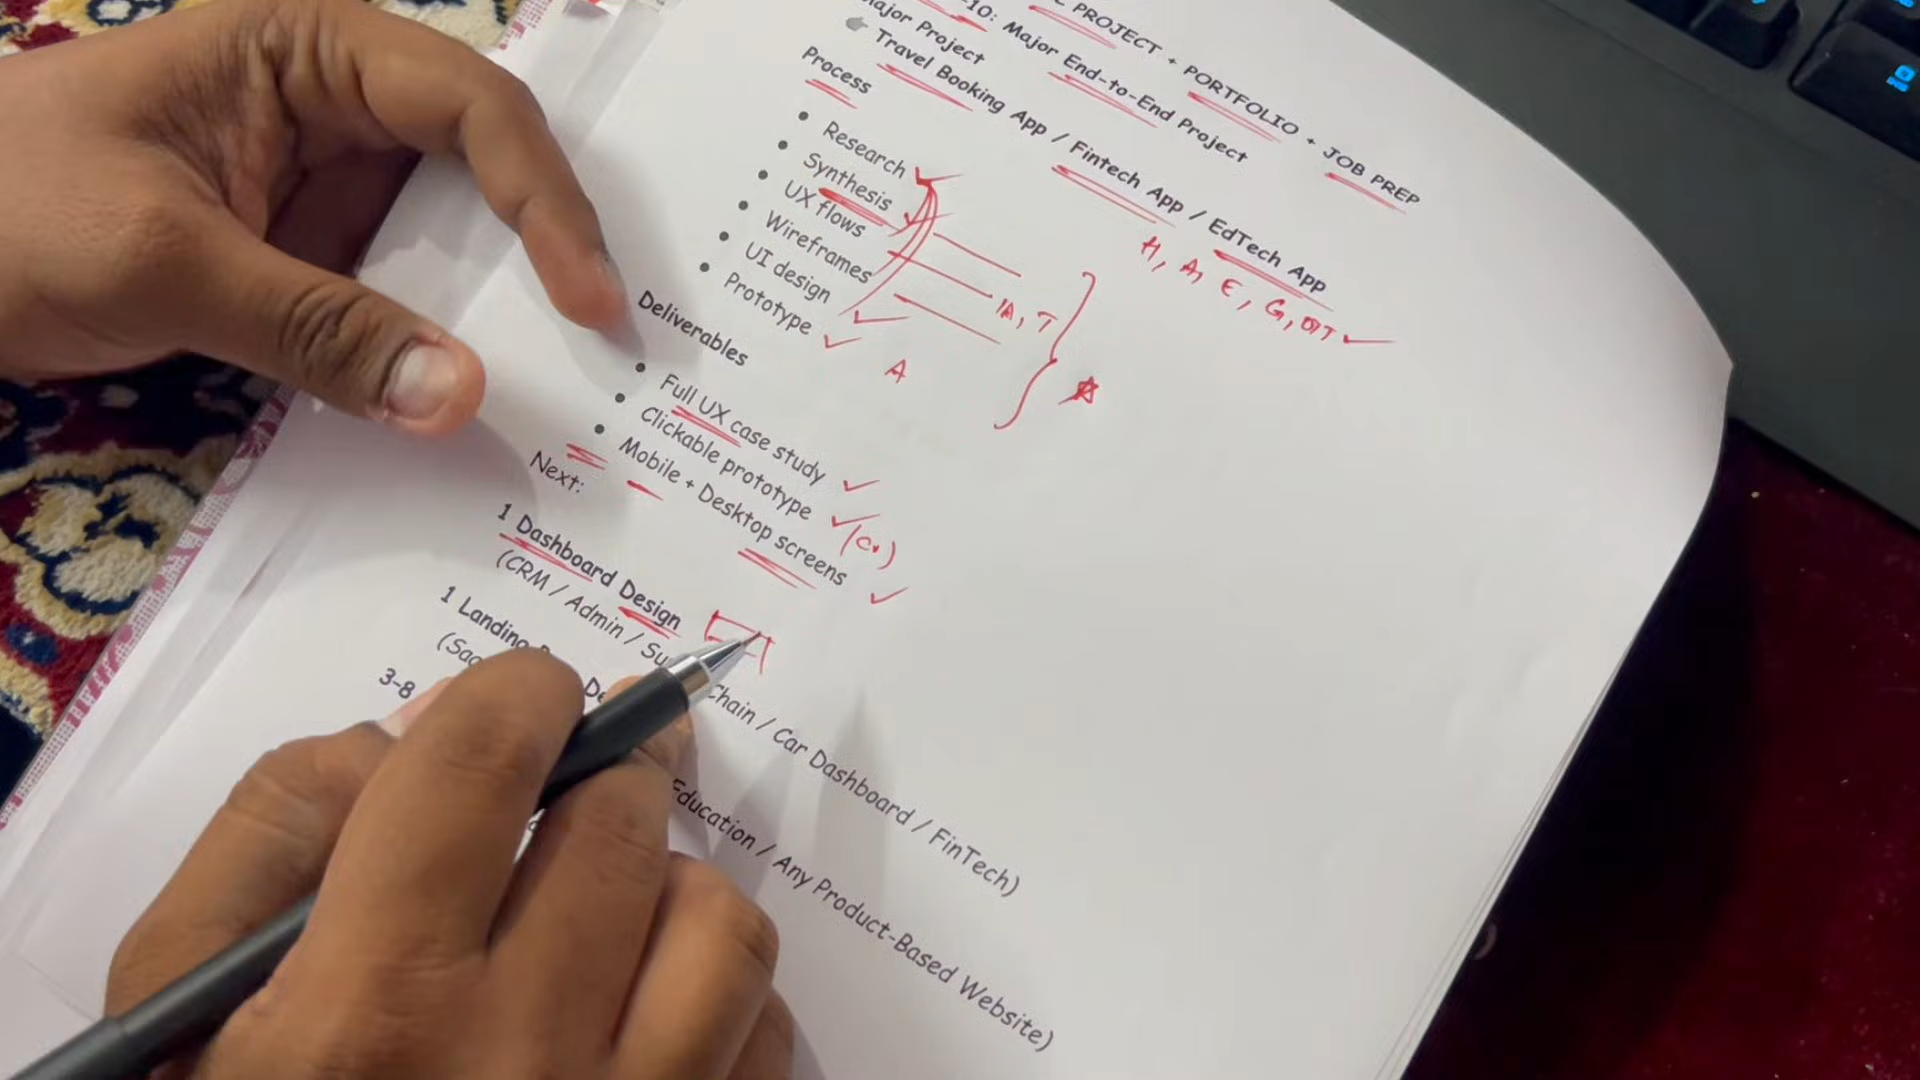 PROJECT + PORTFOLIO + JOB PREP
-10: Major End-to-End Project
Major Project
Travel Booking App / Fintech App / EdTech App
H, A, E, G,
Process
• Research
• Synthesis
• UX flows
• Wireframes
• UI design
• Prototype
IA, T
A
Deliverables
• Full UX case study
• Clickable prototype
• Mobile + Desktop screens
Next:
1 Dashboard Design
(CRM / Admin / Chain / Car Dashboard / FinTech)
1 Landing
Education / Any Product-Based Website)
3-8